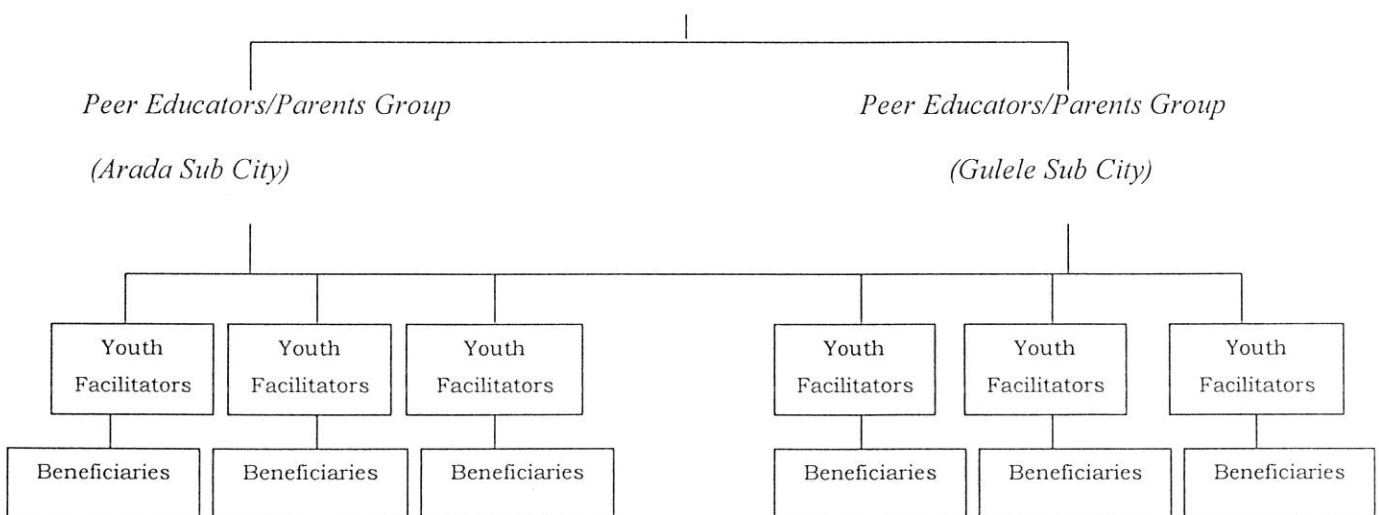 Peer Educators/Parents Group
(Arada Sub City)
Peer Educators/Parents Group
(Gulele Sub City)
Youth
Facilitators
Youth
Facilitators
Youth
Facilitators
Youth
Facilitators
Youth
Facilitators
Youth
Facilitators
Beneficiaries
Beneficiaries
Beneficiaries
Beneficiaries
Beneficiaries
Beneficiaries